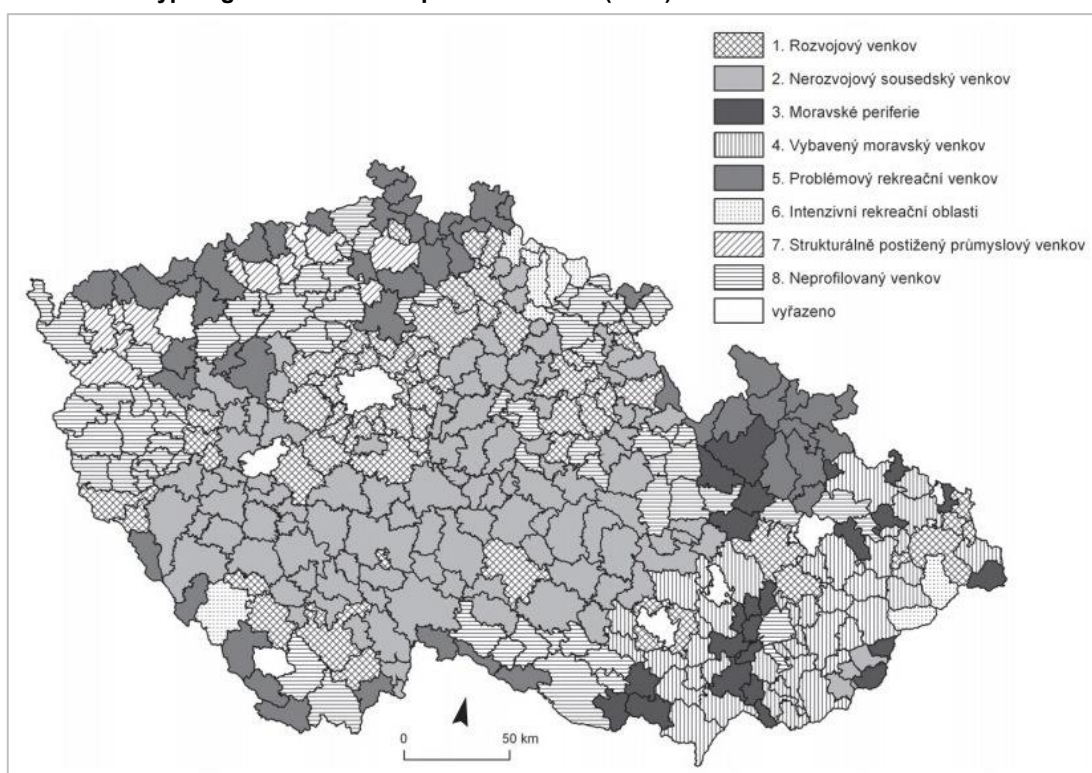 1. Rozvojový venkov
2. Nerozvojový sousedský venkov
3. Moravské periferie
4. Vybavený moravský venkov
5. Problémový rekreační venkov
6. Intenzivní rekreační oblasti
7. Strukturálně postižený průmyslový venkov
8. Neprofilovaný venkov
vyřazeno
0 50 km